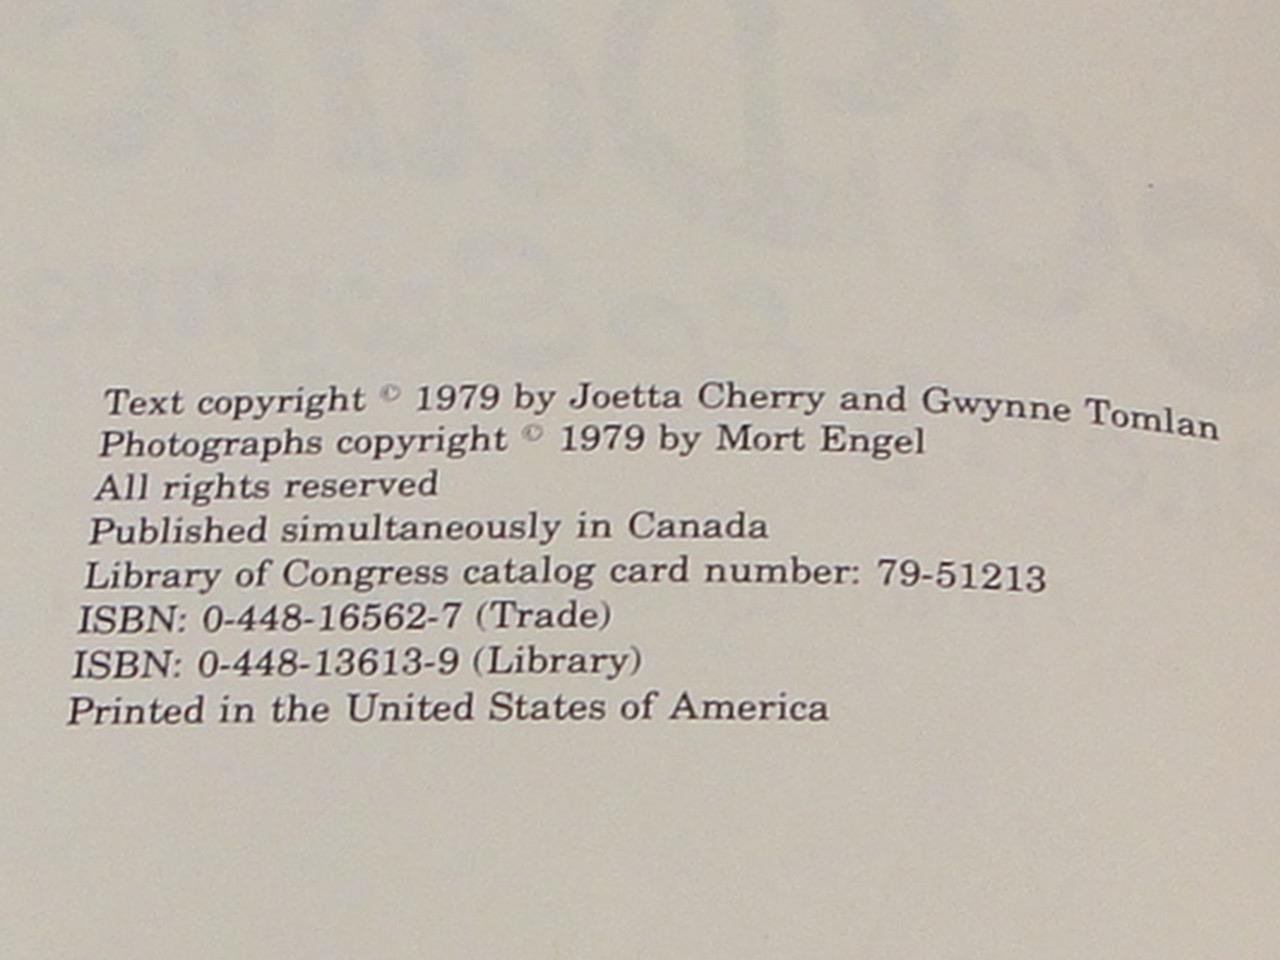 Text copyright © 1979 by Joetta Cherry and Gwynne Tomlan
Photographs copyright © 1979 by Mort Engel
All rights reserved
Published simultaneously in Canada
Library of Congress catalog card number: 79-51213
ISBN: 0-448-16562-7 (Trade)
ISBN: 0-448-13613-9 (Library)
Printed in the United States of America